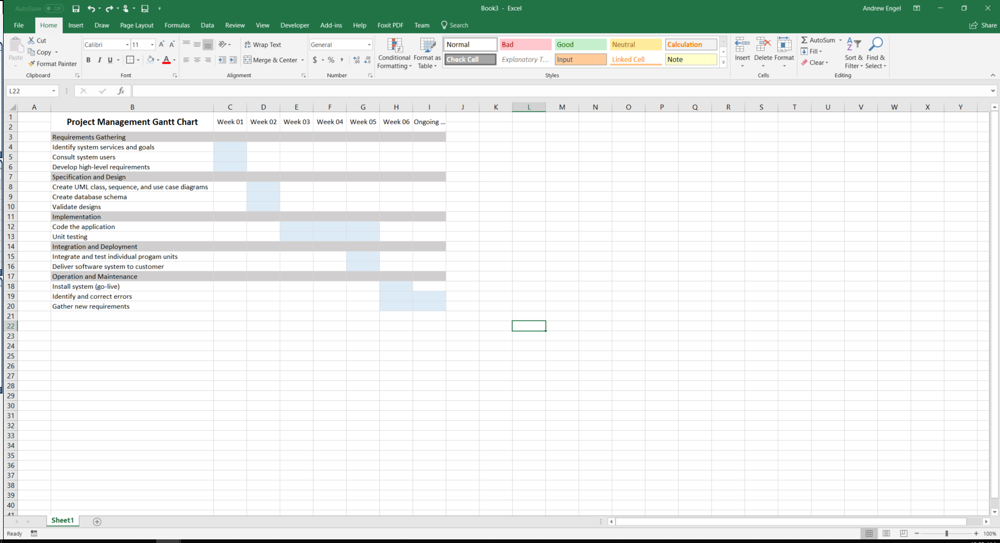 AutoSave Off Book3 - Excel Andrew Engel
File Home Insert Draw Page Layout Formulas Data Review View Developer Add-ins Help Foxit PDF Team Search Share
Paste Cut Copy Format Painter Clipboard
Calibri 11 B I U A Font
Wrap Text Merge & Center Alignment
General $ % , Number
Conditional Formatting Format as Table
Normal Bad Good Neutral Calculation
Check Cell Explanatory T... Input Linked Cell Note
Styles
Insert Delete Format Cells
AutoSum Fill Clear Sort & Filter Find & Select Editing
L22 fx
A B C D E F G H I J K L M N O P Q R S T U V W X Y
1
2 Project Management Gantt Chart Week 01 Week 02 Week 03 Week 04 Week 05 Week 06 Ongoing ...
3 Requirements Gathering
4 Identify system services and goals
5 Consult system users
6 Develop high-level requirements
7 Specification and Design
8 Create UML class, sequence, and use case diagrams
9 Create database schema
10 Validate designs
11 Implementation
12 Code the application
13 Unit testing
14 Integration and Deployment
15 Integrate and test individual progam units
16 Deliver software system to customer
17 Operation and Maintenance
18 Install system (go-live)
19 Identify and correct errors
20 Gather new requirements
21
22
23
24
25
26
27
28
29
30
31
32
33
34
35
36
37
38
39
40
41
Sheet1
Ready 100%